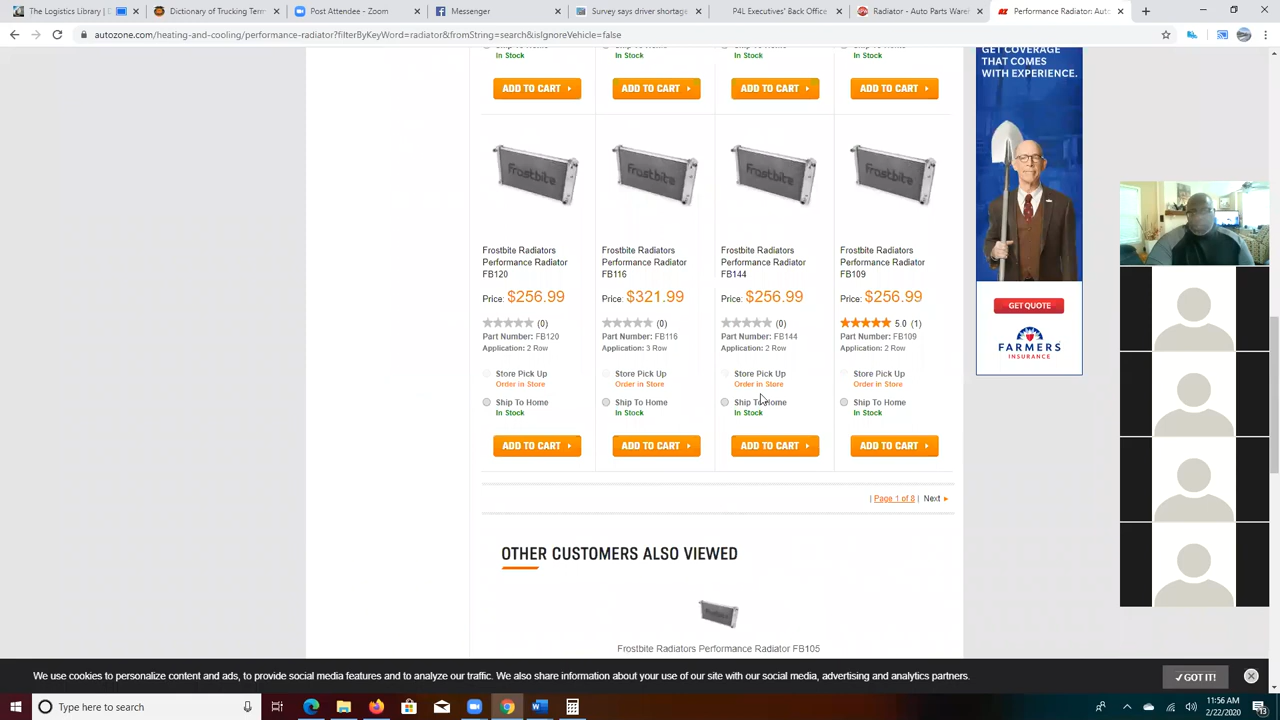 The Logistics Library | D
Dictionary of Trucking Term
Post Attendee - Zoom
Messenger
Survey says driver shortage
P4L Executives' Back Office
Radiator - Auto Parts Wareh
Performance Radiator: Auto
autozone.com/heating-and-cooling/performance-radiator?filterByKeyWord=radiator&fromString=search&isIgnoreVehicle=false
In Stock
In Stock
In Stock
In Stock
ADD TO CART
ADD TO CART
ADD TO CART
ADD TO CART
Frostbite
Frostbite
Frostbite
Frostbite
Frostbite Radiators
Performance Radiator
FB120
Price: $256.99
(0)
Part Number: FB120
Application: 2 Row
Store Pick Up
Order in Store
Ship To Home
In Stock
ADD TO CART
Frostbite Radiators
Performance Radiator
FB116
Price: $321.99
(0)
Part Number: FB116
Application: 3 Row
Store Pick Up
Order in Store
Ship To Home
In Stock
ADD TO CART
Frostbite Radiators
Performance Radiator
FB144
Price: $256.99
(0)
Part Number: FB144
Application: 2 Row
Store Pick Up
Order in Store
Ship To Home
In Stock
ADD TO CART
Frostbite Radiators
Performance Radiator
FB109
Price: $256.99
5.0 (1)
Part Number: FB109
Application: 2 Row
Store Pick Up
Order in Store
Ship To Home
In Stock
ADD TO CART
| Page 1 of 8 | Next
OTHER CUSTOMERS ALSO VIEWED
Frostbite Radiators Performance Radiator FB105
GET COVERAGE
THAT COMES
WITH EXPERIENCE.
GET QUOTE
FARMERS
INSURANCE
We use cookies to personalize content and ads, to provide social media features and to analyze our traffic. We also share information about your use of our site with our social media, advertising and analytics partners.
✓GOT IT!
Type here to search
11:56 AM
2/22/2020
13